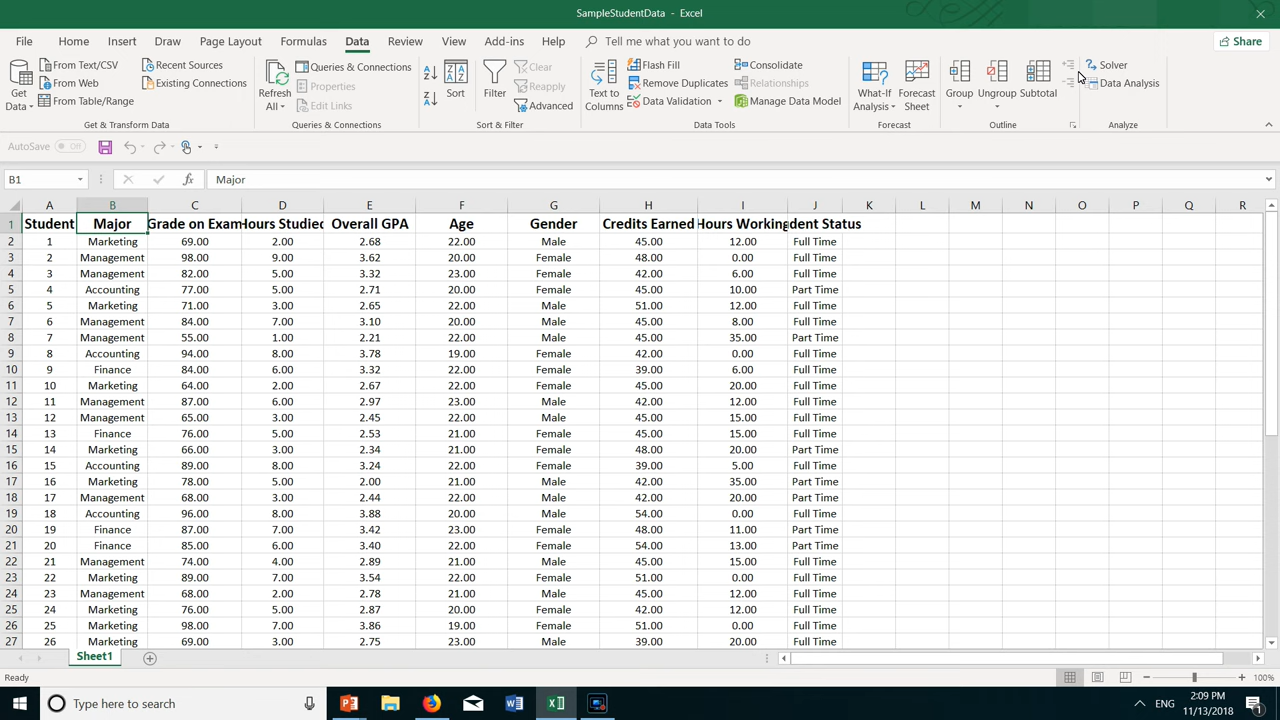 SampleStudentData - Excel
File Home Insert Draw Page Layout Formulas Data Review View Add-ins Help Tell me what you want to do Share
Get Data
From Text/CSV
From Web
From Table/Range
Recent Sources
Existing Connections
Get & Transform Data
Refresh All
Queries & Connections
Properties
Edit Links
Queries & Connections
Sort
Filter
Clear
Reapply
Advanced
Sort & Filter
Text to Columns
Flash Fill
Remove Duplicates
Data Validation
Consolidate
Relationships
Manage Data Model
Data Tools
What-If Analysis
Forecast Sheet
Forecast
Group
Ungroup
Subtotal
Outline
Solver
Data Analysis
Analyze
AutoSave Off
B1 fx Major
A B C D E F G H I J K L M N O P Q R
1 Student Major Grade on Exam Hours Studied Overall GPA Age Gender Credits Earned Hours Working dent Status
2 1 Marketing 69.00 2.00 2.68 22.00 Male 45.00 12.00 Full Time
3 2 Management 98.00 9.00 3.62 20.00 Female 48.00 0.00 Full Time
4 3 Management 82.00 5.00 3.32 23.00 Female 42.00 6.00 Full Time
5 4 Accounting 77.00 5.00 2.71 20.00 Female 45.00 10.00 Part Time
6 5 Marketing 71.00 3.00 2.65 22.00 Male 51.00 12.00 Full Time
7 6 Management 84.00 7.00 3.10 20.00 Female 45.00 8.00 Full Time
8 7 Management 55.00 1.00 2.21 22.00 Male 45.00 35.00 Part Time
9 8 Accounting 94.00 8.00 3.78 19.00 Female 42.00 0.00 Full Time
10 9 Finance 84.00 6.00 3.32 22.00 Female 39.00 6.00 Full Time
11 10 Marketing 64.00 2.00 2.67 22.00 Female 45.00 20.00 Full Time
12 11 Management 87.00 6.00 2.97 23.00 Female 42.00 12.00 Full Time
13 12 Management 65.00 3.00 2.45 22.00 Male 45.00 15.00 Full Time
14 13 Finance 76.00 5.00 2.53 21.00 Female 45.00 15.00 Full Time
15 14 Marketing 66.00 3.00 2.34 21.00 Female 48.00 20.00 Part Time
16 15 Accounting 89.00 8.00 3.24 22.00 Female 39.00 5.00 Full Time
17 16 Marketing 78.00 5.00 2.00 21.00 Male 42.00 35.00 Part Time
18 17 Management 68.00 3.00 2.44 22.00 Male 42.00 20.00 Full Time
19 18 Accounting 96.00 8.00 3.88 20.00 Male 54.00 0.00 Full Time
20 19 Finance 87.00 7.00 3.42 23.00 Female 48.00 11.00 Part Time
21 20 Finance 85.00 6.00 3.40 22.00 Female 54.00 13.00 Part Time
22 21 Management 74.00 4.00 2.89 21.00 Male 45.00 15.00 Full Time
23 22 Marketing 89.00 7.00 3.54 22.00 Female 51.00 0.00 Full Time
24 23 Management 68.00 2.00 2.78 21.00 Male 45.00 12.00 Full Time
25 24 Marketing 76.00 5.00 2.87 20.00 Female 42.00 12.00 Full Time
26 25 Marketing 98.00 7.00 3.86 19.00 Female 51.00 0.00 Full Time
27 26 Marketing 69.00 3.00 2.75 23.00 Male 39.00 20.00 Full Time
Sheet1
Ready 100%
Type here to search ENG 2:09 PM
11/13/2018 1